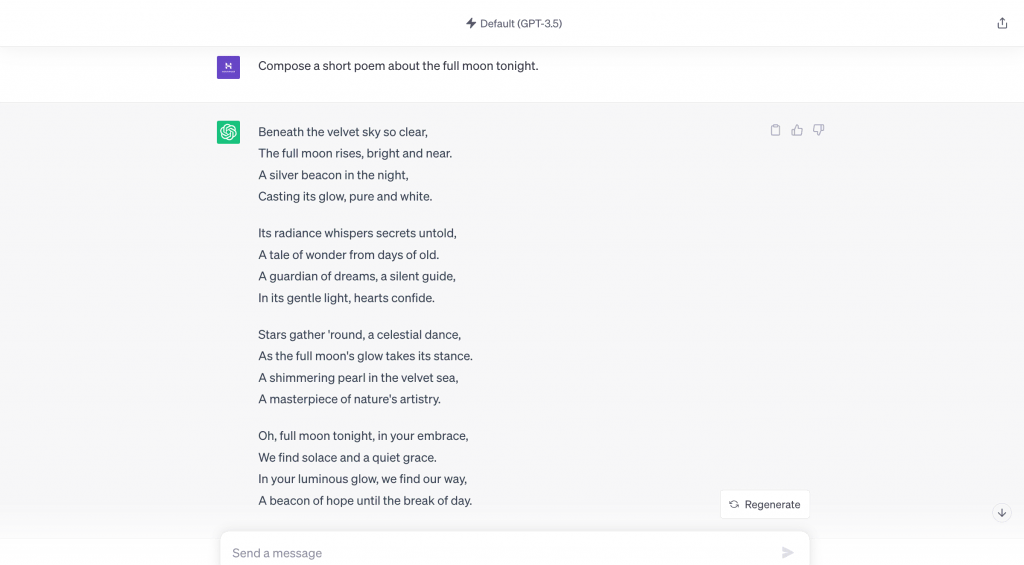 Default (GPT-3.5)
Compose a short poem about the full moon tonight.
Beneath the velvet sky so clear,
The full moon rises, bright and near.
A silver beacon in the night,
Casting its glow, pure and white.
Its radiance whispers secrets untold,
A tale of wonder from days of old.
A guardian of dreams, a silent guide,
In its gentle light, hearts confide.
Stars gather 'round, a celestial dance,
As the full moon's glow takes its stance.
A shimmering pearl in the velvet sea,
A masterpiece of nature's artistry.
Oh, full moon tonight, in your embrace,
We find solace and a quiet grace.
In your luminous glow, we find our way,
A beacon of hope until the break of day.
Regenerate
Send a message